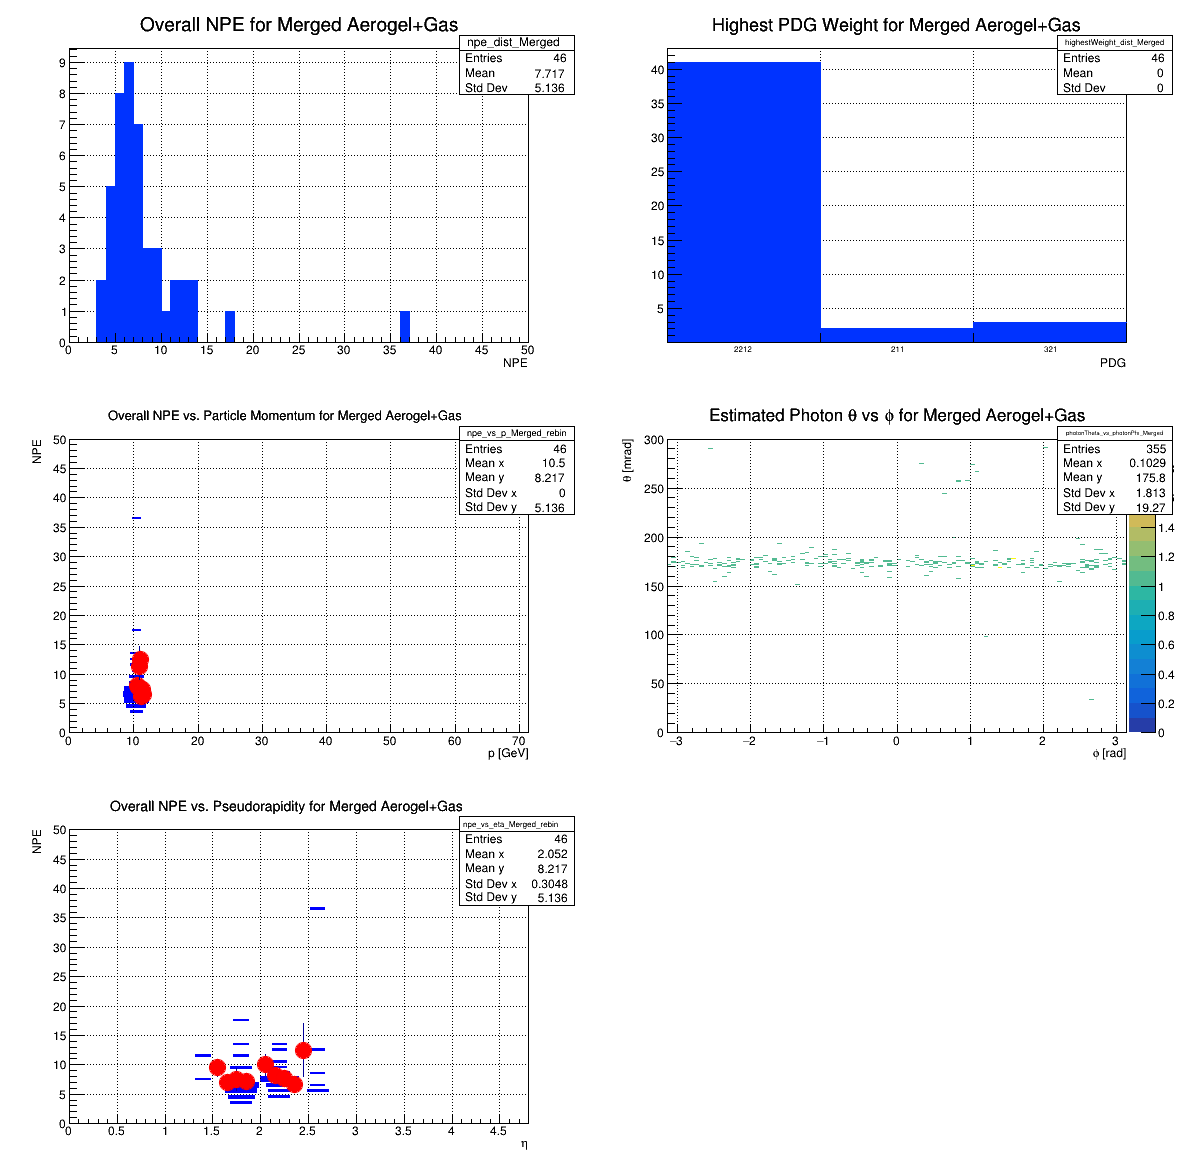 Overall NPE for Merged Aerogel+Gas
npe_dist_Merged
Entries 46
Mean 7.717
Std Dev 5.136
9
8
7
6
5
4
3
2
1
0
0 5 10 15 20 25 30 35 40 45 50
NPE
Highest PDG Weight for Merged Aerogel+Gas
highestWeight_dist_Merged
Entries 46
Mean 0
Std Dev 0
40
35
30
25
20
15
10
5
2212 211 321
PDG
Overall NPE vs. Particle Momentum for Merged Aerogel+Gas
npe_vs_p_Merged_rebin
Entries 46
Mean x 10.5
Mean y 8.217
Std Dev x 0
Std Dev y 5.136
NPE
50
45
40
35
30
25
20
15
10
5
0
0 10 20 30 40 50 60 70
p [GeV]
Estimated Photon θ vs ϕ for Merged Aerogel+Gas
photonTheta_vs_photonPhi_Merged
Entries 355
Mean x 0.1029
Mean y 175.8
Std Dev x 1.813
Std Dev y 19.27
θ [mrad]
300
250
200
150
100
50
0
−3 −2 −1 0 1 2 3
ϕ [rad]
1.4
1.2
1
0.8
0.6
0.4
0.2
0
Overall NPE vs. Pseudorapidity for Merged Aerogel+Gas
npe_vs_eta_Merged_rebin
Entries 46
Mean x 2.052
Mean y 8.217
Std Dev x 0.3048
Std Dev y 5.136
NPE
50
45
40
35
30
25
20
15
10
5
0
0 0.5 1 1.5 2 2.5 3 3.5 4 4.5
η